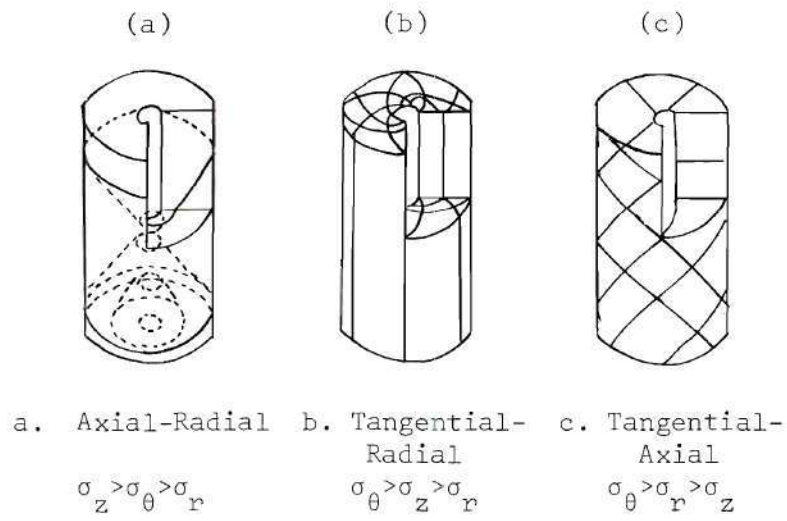 (a) (b) (c)
a. Axial-Radial b. Tangential- c. Tangential-
Radial Axial
σz>σθ>σr σθ>σz>σr σθ>σr>σz